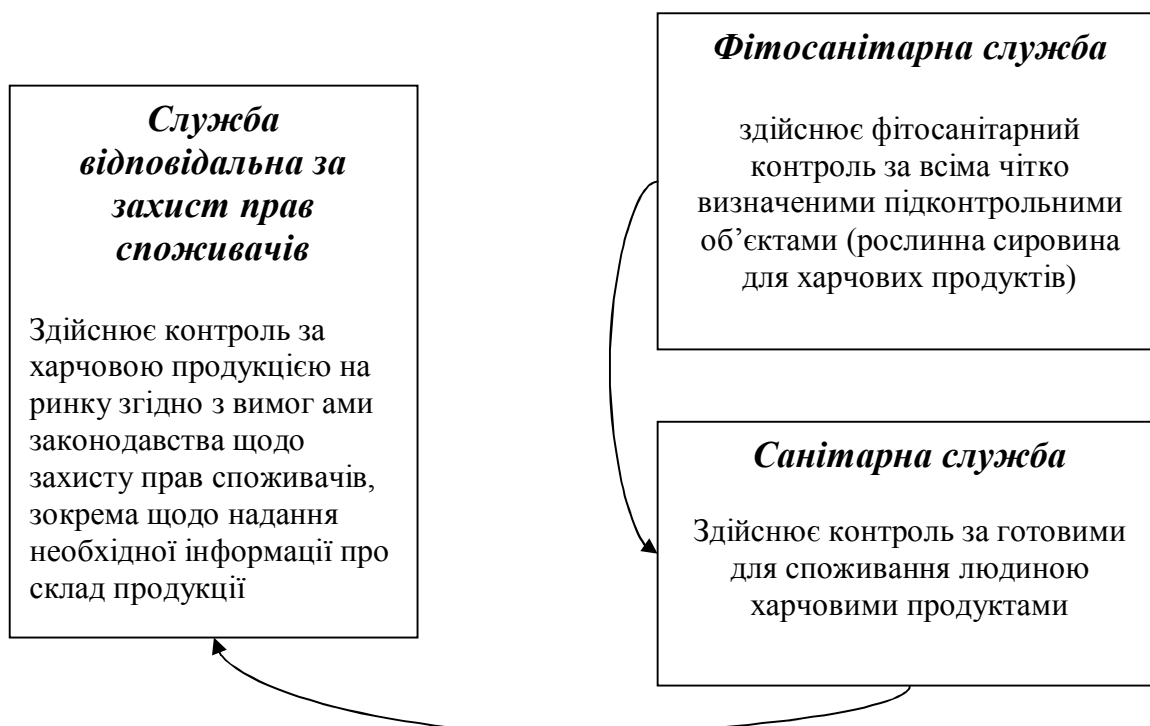 Служба
відповідальна за
захист прав
споживачів
Здійснює контроль за
харчовою продукцією на
ринку згідно з вимог ами
законодавства щодо
захисту прав споживачів,
зокрема щодо надання
необхідної інформації про
склад продукції
Фітосанітарна служба
здійснює фітосанітарний
контроль за всіма чітко
визначеними підконтрольними
об’єктами (рослинна сировина
для харчових продуктів)
Санітарна служба
Здійснює контроль за готовими
для споживання людиною
харчовими продуктами